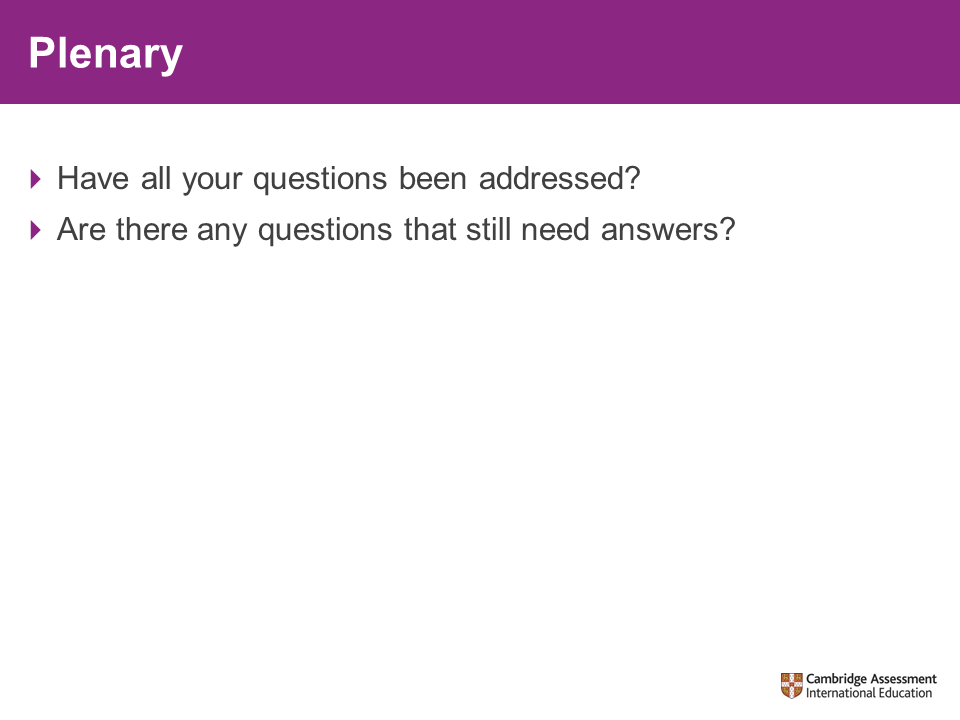 Plenary
Have all your questions been addressed?
Are there any questions that still need answers?
Cambridge Assessment
International Education